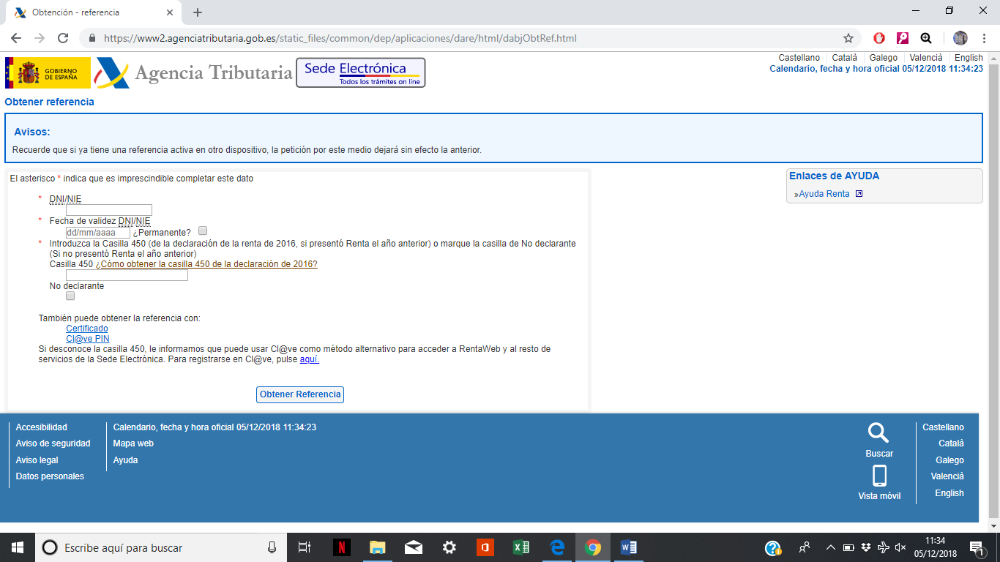 Obtención - referencia
https://www2.agenciatributaria.gob.es/static_files/common/dep/aplicaciones/dare/html/dabjObtRef.html
GOBIERNO
DE ESPAÑA
Agencia Tributaria
Sede Electrónica
Todos los trámites on line
Castellano Català Galego Valencià English
Calendario, fecha y hora oficial 05/12/2018 11:34:23
Obtener referencia
Avisos:
Recuerde que si ya tiene una referencia activa en otro dispositivo, la petición por este medio dejará sin efecto la anterior.
El asterisco * indica que es imprescindible completar este dato
* DNI/NIE
* Fecha de validez DNI/NIE
dd/mm/aaaa ¿Permanente?
* Introduzca la Casilla 450 (de la declaración de la renta de 2016, si presentó Renta el año anterior) o marque la casilla de No declarante
(Si no presentó Renta el año anterior)
Casilla 450 ¿Cómo obtener la casilla 450 de la declaración de 2016?
No declarante
También puede obtener la referencia con:
Certificado
Cl@ve PIN
Si desconoce la casilla 450, le informamos que puede usar Cl@ve como método alternativo para acceder a RentaWeb y al resto de
servicios de la Sede Electrónica. Para registrarse en Cl@ve, pulse aquí.
Obtener Referencia
Enlaces de AYUDA
»Ayuda Renta
Accesibilidad
Aviso de seguridad
Aviso legal
Datos personales
Calendario, fecha y hora oficial 05/12/2018 11:34:23
Mapa web
Ayuda
Buscar
Vista móvil
Castellano
Català
Galego
Valencià
English
Escribe aquí para buscar
11:34
05/12/2018
1